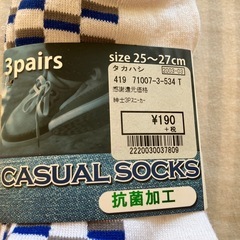 3pairs
size 25~27cm
タカハシ
419 71007-3-534 T
感謝還元価格
紳士3Pスニーカー
¥190
+税
2220030037809
CASUAL SOCKS
抗菌加工